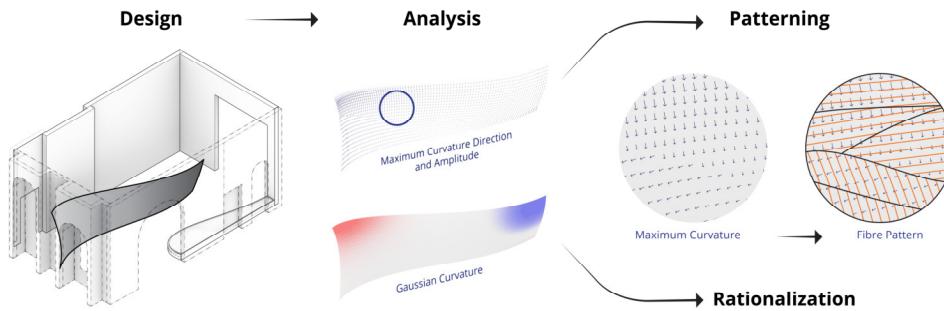 Design
Analysis
Patterning
Maximum Curvature Direction
and Amplitude
Gaussian Curvature
Maximum Curvature
Fibre Pattern
Rationalization